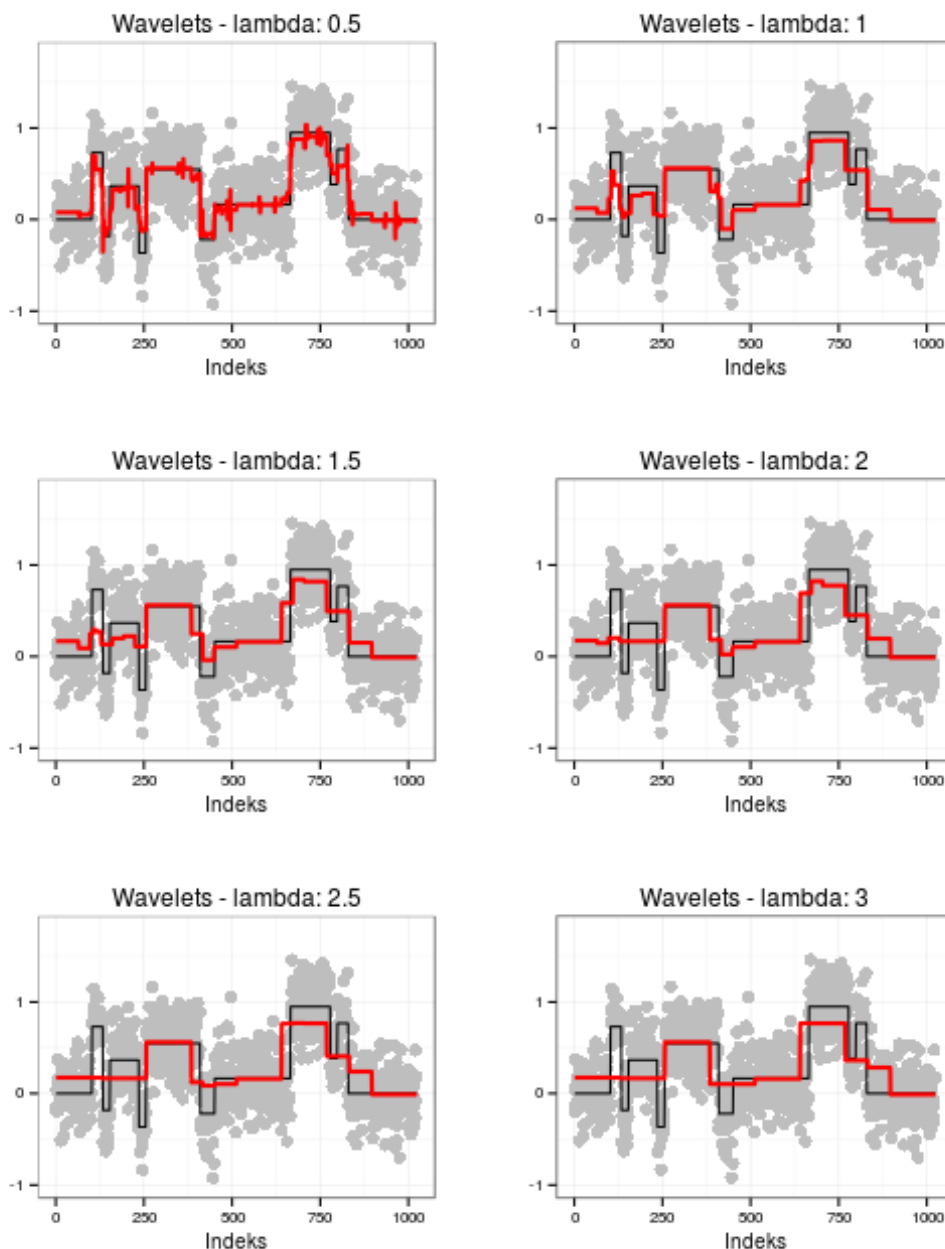 Wavelets - lambda: 0.5
1
0
-1
0 250 500 750 1000
Indeks
Wavelets - lambda: 1
1
0
-1
0 250 500 750 1000
Indeks
Wavelets - lambda: 1.5
1
0
-1
0 250 500 750 1000
Indeks
Wavelets - lambda: 2
1
0
-1
0 250 500 750 1000
Indeks
Wavelets - lambda: 2.5
1
0
-1
0 250 500 750 1000
Indeks
Wavelets - lambda: 3
1
0
-1
0 250 500 750 1000
Indeks